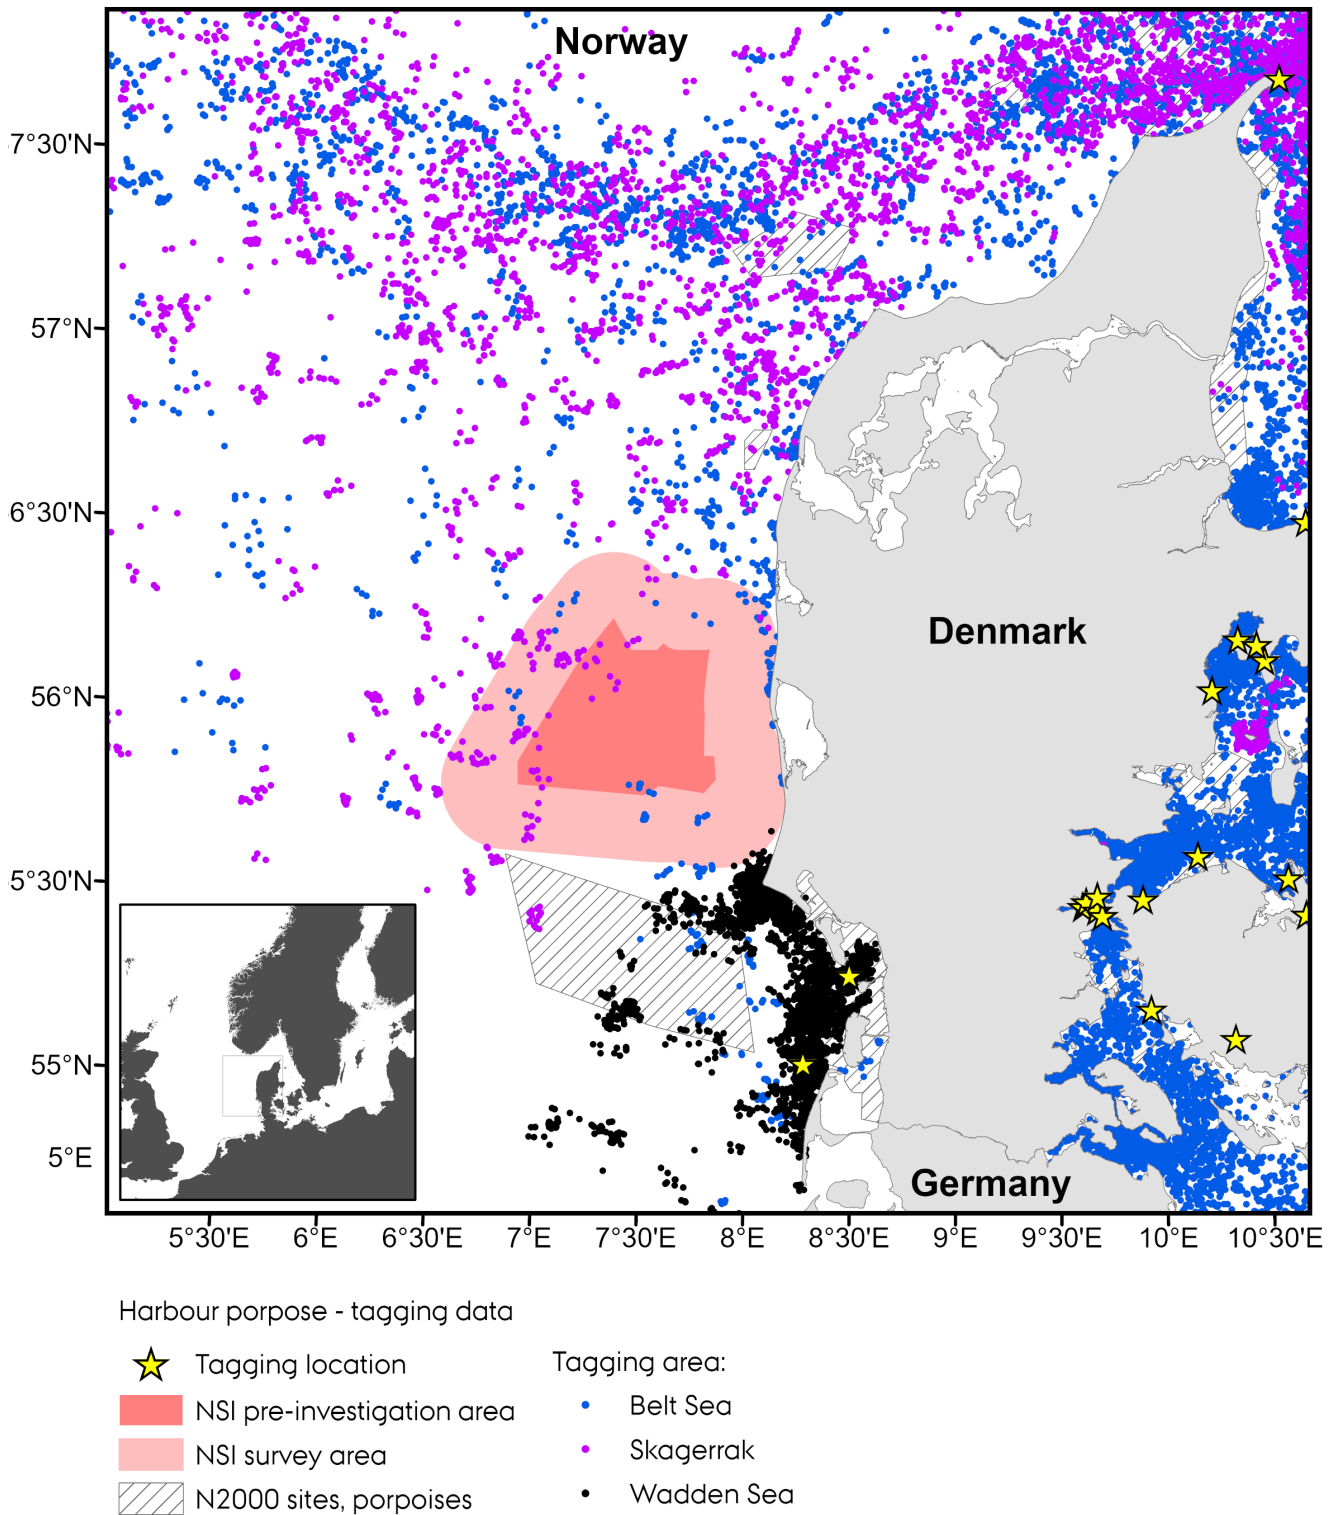 Norway
7°30'N
57°N
6°30'N
Denmark
56°N
5°30'N
55°N
5°E
Germany
5°30'E 6°E 6°30'E 7°E 7°30'E 8°E 8°30'E 9°E 9°30'E 10°E 10°30'E
Harbour porpose - tagging data
Tagging location
NSI pre-investigation area
NSI survey area
N2000 sites, porpoises
Tagging area:
Belt Sea
Skagerrak
Wadden Sea